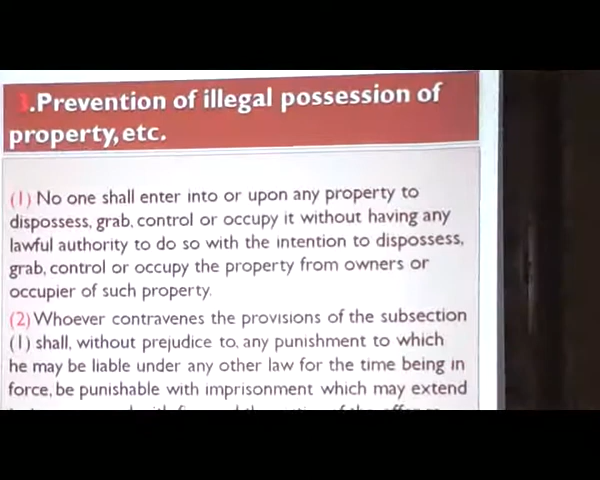 3.Prevention of illegal possession of
property, etc.
(1) No one shall enter into or upon any property to
dispossess, grab, control or occupy it without having any
lawful authority to do so with the intention to dispossess,
grab, control or occupy the property from owners or
occupier of such property.
(2) Whoever contravenes the provisions of the subsection
(1) shall, without prejudice to, any punishment to which
he may be liable under any other law for the time being in
force, be punishable with imprisonment which may extend